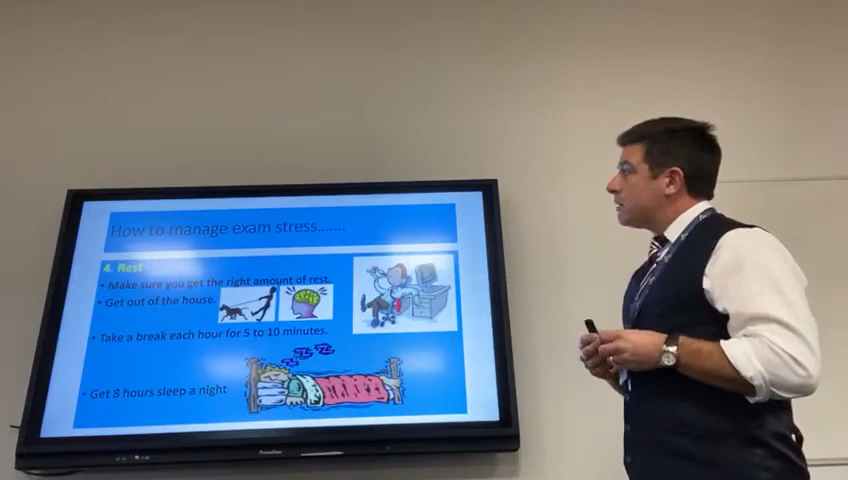 How to manage exam stress.......
4. Rest
• Make sure you get the right amount of rest.
• Get out of the house.
• Take a break each hour for 5 to 10 minutes.
• Get 8 hours sleep a night